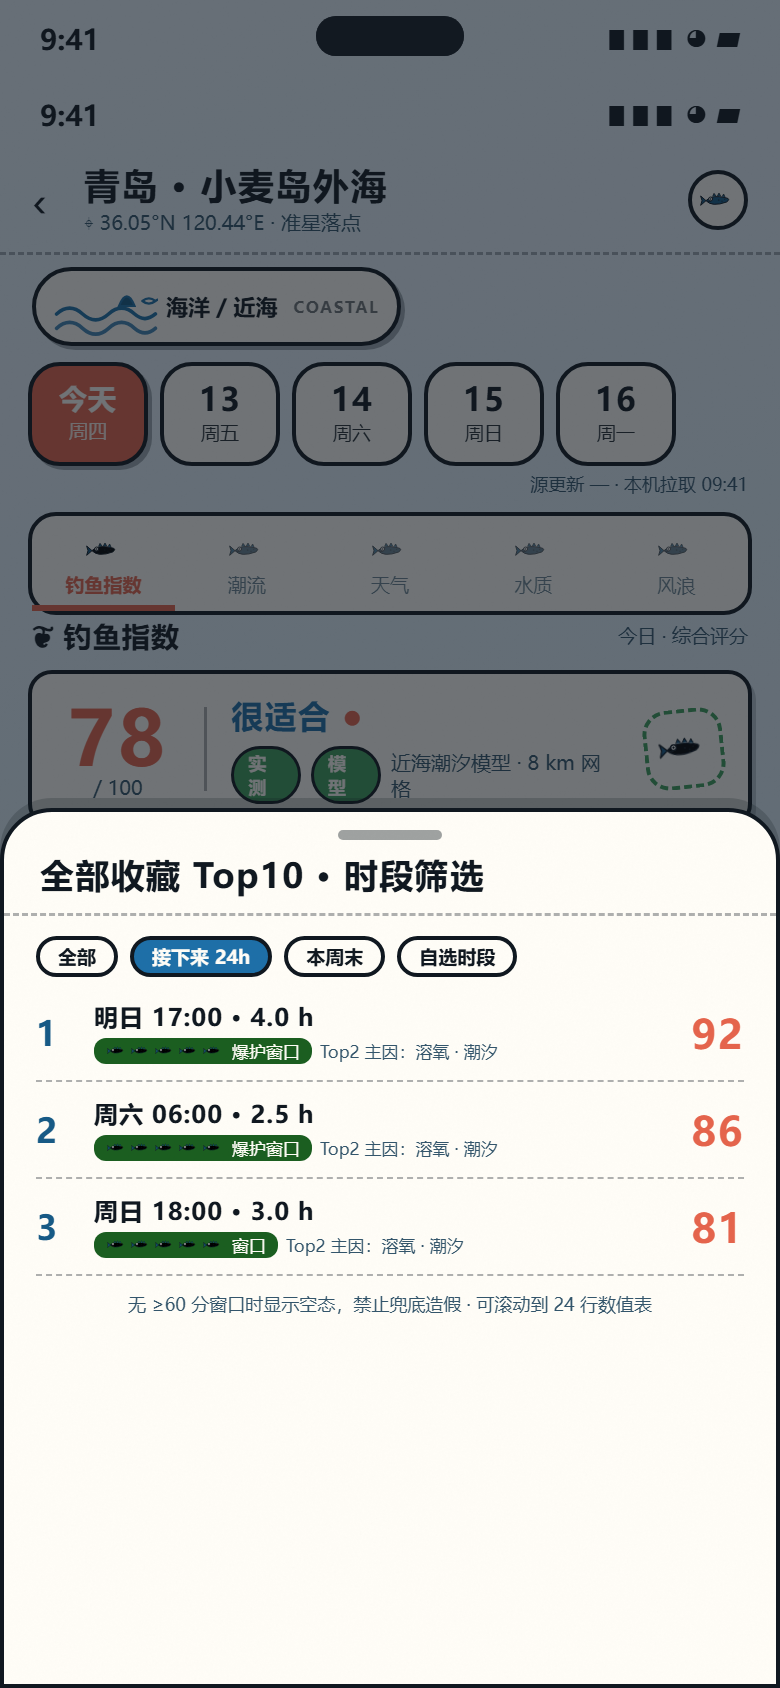 9:41
9:41
‹ 青岛 · 小麦岛外海
⌖ 36.05°N 120.44°E · 准星落点
海洋 / 近海 COASTAL
今天 13 14 15 16
周四 周五 周六 周日 周一
源更新 — · 本机拉取 09:41
钓鱼指数 潮流 天气 水质 风浪
❦ 钓鱼指数 今日 · 综合评分
78
/ 100
很适合
实测 模型 近海潮汐模型 · 8 km 网格
全部收藏 Top10 · 时段筛选
全部 接下来 24h 本周末 自选时段
1 明日 17:00 · 4.0 h 92
爆护窗口 Top2 主因：溶氧 · 潮汐
2 周六 06:00 · 2.5 h 86
爆护窗口 Top2 主因：溶氧 · 潮汐
3 周日 18:00 · 3.0 h 81
窗口 Top2 主因：溶氧 · 潮汐
无 ≥60 分窗口时显示空态，禁止兜底造假 · 可滚动到 24 行数值表